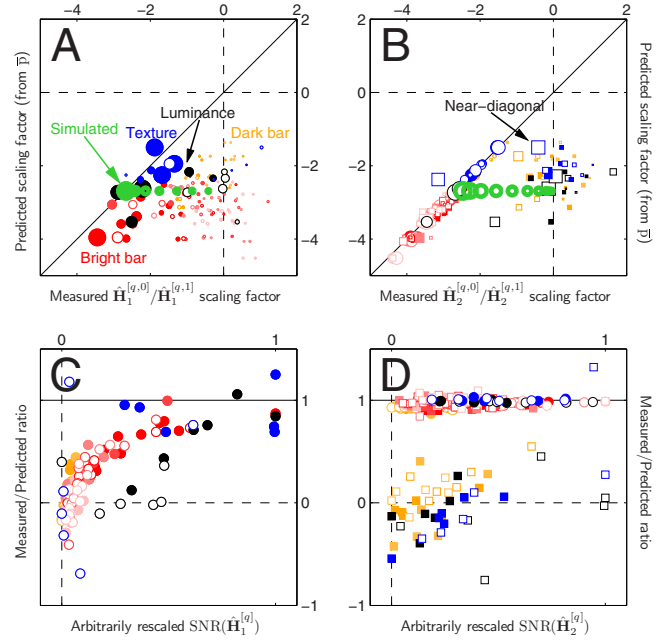 −4 −2 0 2
−4 −2 0 2
A
B
2
0
−2
−4
2
0
−2
−4
Predicted scaling factor (from p̅)
Predicted scaling factor (from p̅)
Luminance
Simulated
Texture
Dark bar
Bright bar
Near−diagonal
Measured Ĥ₁^[q,0]/Ĥ₁^[q,1] scaling factor
Measured Ĥ₂^[q,0]/Ĥ₂^[q,1] scaling factor
0 1
0 1
C
D
1
0
−1
1
0
−1
Measured/Predicted ratio
Measured/Predicted ratio
Arbitrarily rescaled SNR(Ĥ₁^[q])
Arbitrarily rescaled SNR(Ĥ₂^[q])